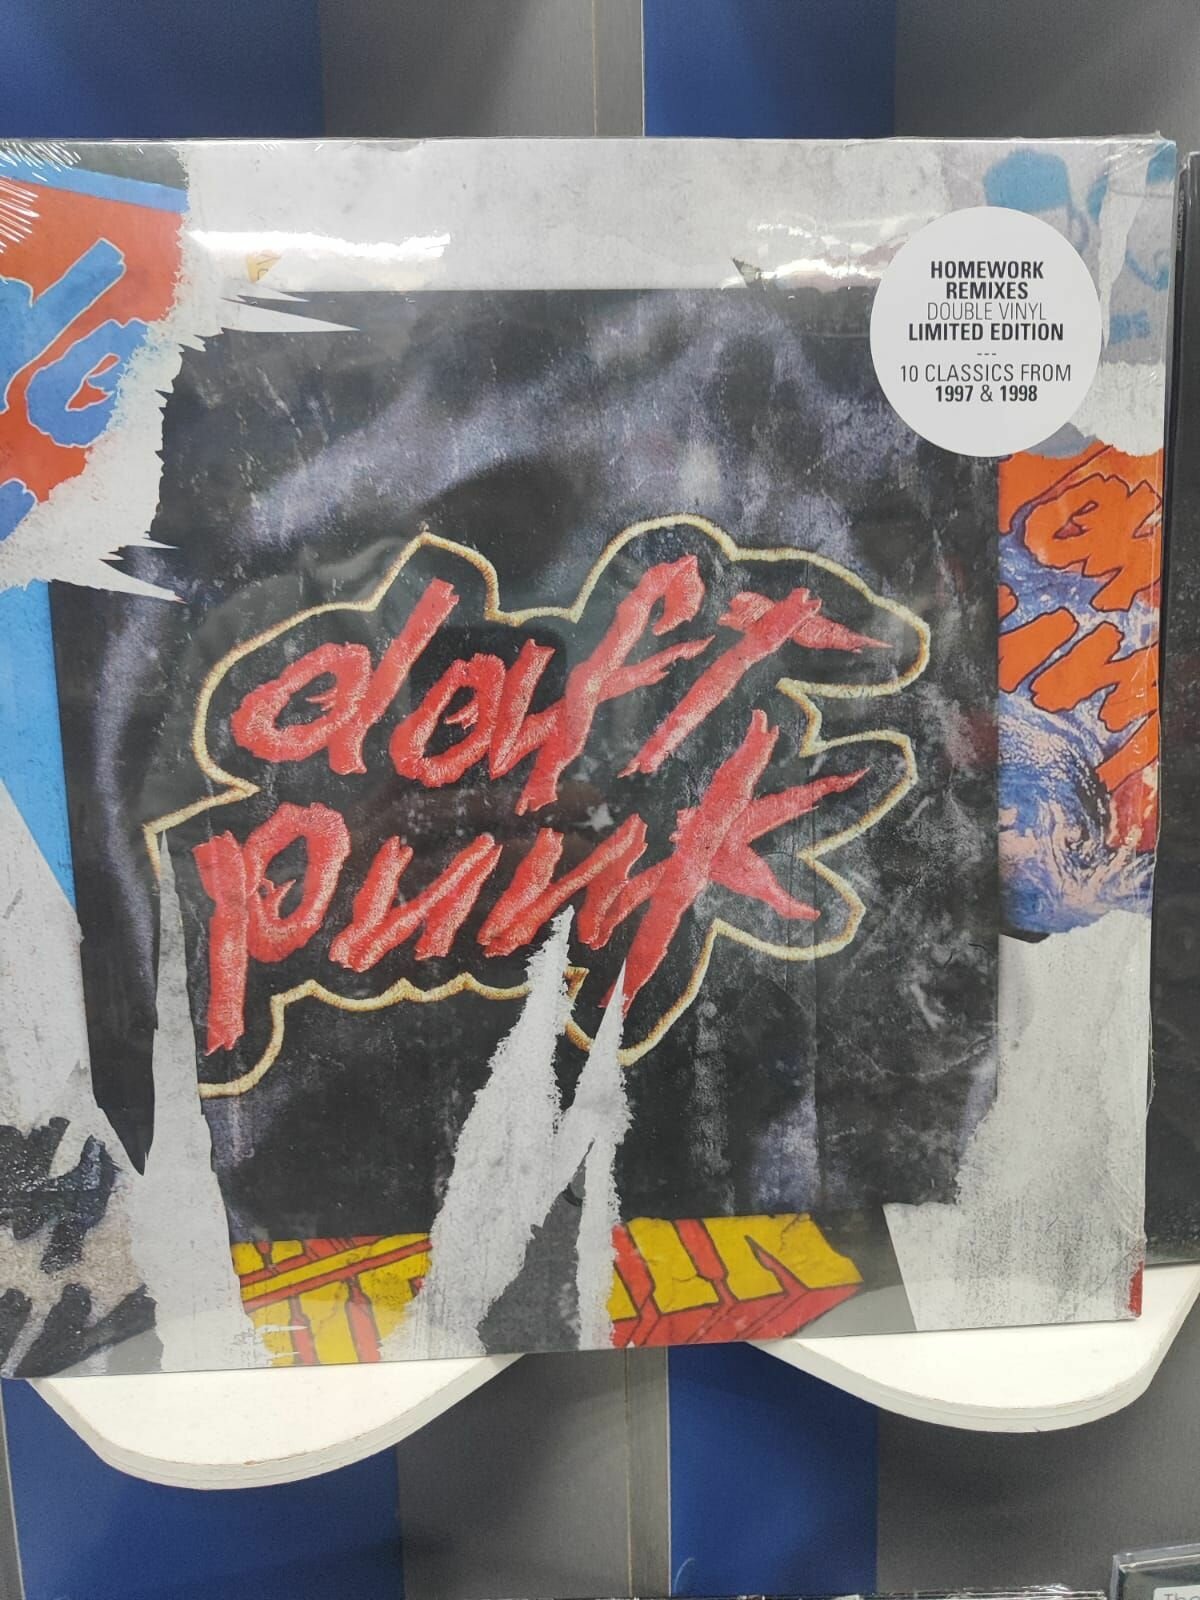 HOMEWORK
REMIXES
DOUBLE VINYL
LIMITED EDITION
---
10 CLASSICS FROM
1997 & 1998
daft
punk